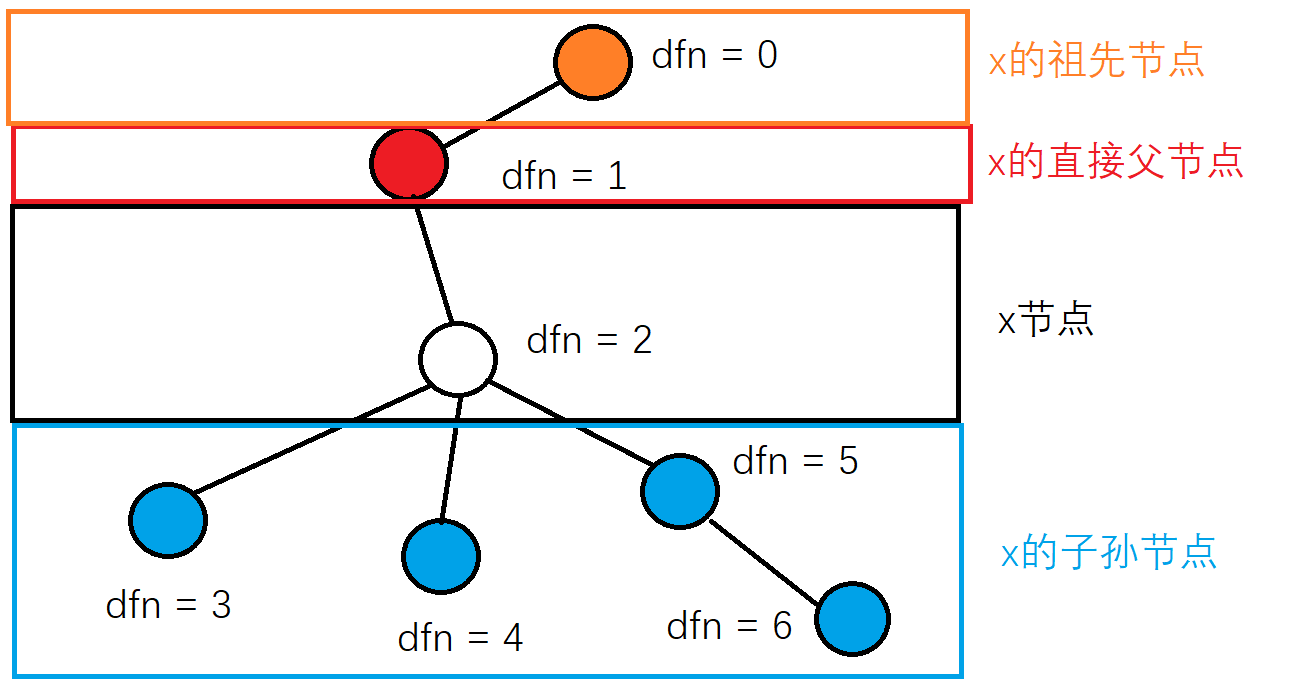 dfn = 0
x的祖先节点
dfn = 1
x的直接父节点
dfn = 2
x节点
dfn = 5
x的子孙节点
dfn = 3
dfn = 4
dfn = 6